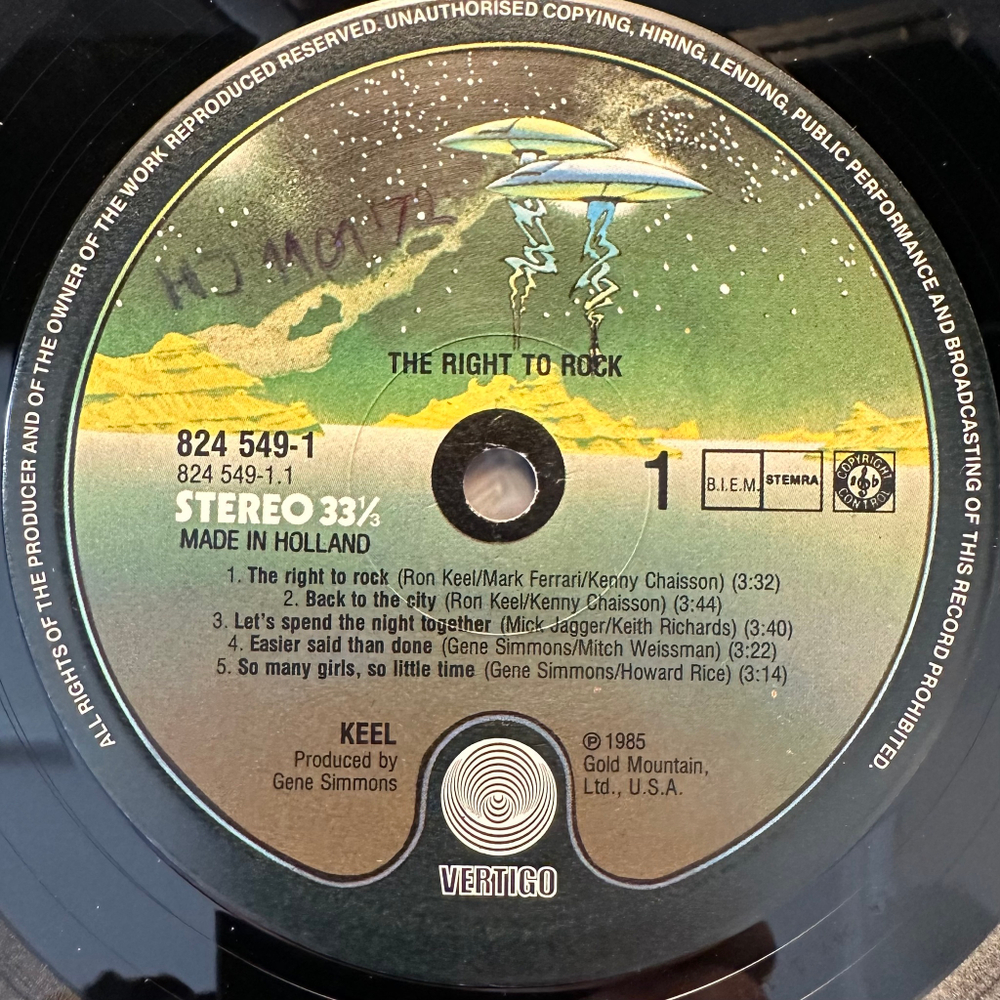 ALL RIGHTS OF THE PRODUCER AND OF THE OWNER OF THE WORK REPRODUCED RESERVED. UNAUTHORISED COPYING, HIRING, LENDING, PUBLIC PERFORMANCE AND BROADCASTING OF THIS RECORD PROHIBITED.
THE RIGHT TO ROCK
824 549-1
824 549-1.1
STEREO 33⅓
MADE IN HOLLAND
1
B.I.E.M. STEMRA
COPYRIGHT CONTROL
1. The right to rock (Ron Keel/Mark Ferrari/Kenny Chaisson) (3:32)
2. Back to the city (Ron Keel/Kenny Chaisson) (3:44)
3. Let's spend the night together (Mick Jagger/Keith Richards) (3:40)
4. Easier said than done (Gene Simmons/Mitch Weissman) (3:22)
5. So many girls, so little time (Gene Simmons/Howard Rice) (3:14)
KEEL
Produced by
Gene Simmons
℗ 1985
Gold Mountain,
Ltd., U.S.A.
VERTIGO